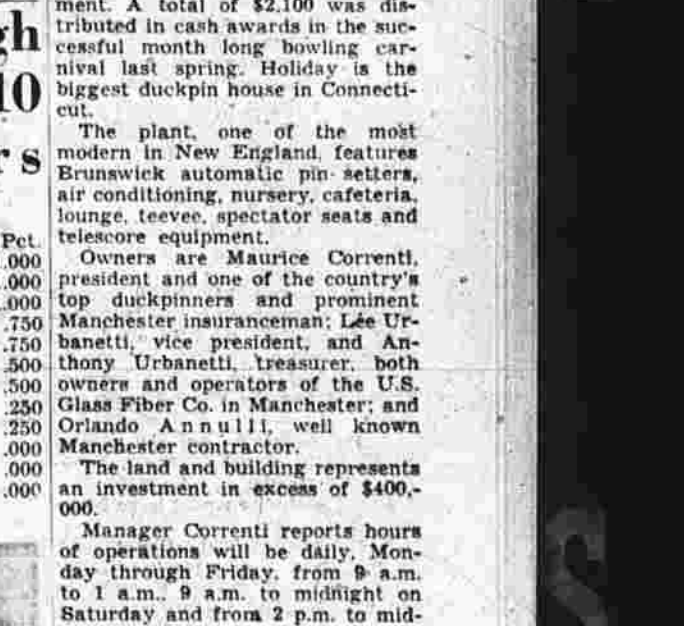 ment. A total of $2,100 was dis-
tributed in cash awards in the suc-
cessful month long bowling car-
nival last spring. Holiday is the
biggest duckpin house in Connecti-
cut.
The plant, one of the most
modern in New England, features
Brunswick automatic pin setters,
air conditioning, nursery, cafeteria,
lounge, teevee, spectator seats and
telescore equipment.
Owners are Maurice Correnti,
president and one of the country's
top duckpinners and prominent
Manchester insuranceman; Lee Ur-
banetti, vice president, and An-
thony Urbanetti, treasurer, both
owners and operators of the U.S.
Glass Fiber Co. in Manchester; and
Orlando Annulli, well known
Manchester contractor.
The land and building represents
an investment in excess of $400,-
000.
Manager Correnti reports hours
of operations will be daily, Mon-
day through Friday, from 9 a.m.
to 1 a.m., 9 a.m. to midnight on
Saturday and from 2 p.m. to mid-
gh
10
rs
Pct.
.000
.000
.000
.750
.750
.500
.500
.250
.250
.000
.000
.000